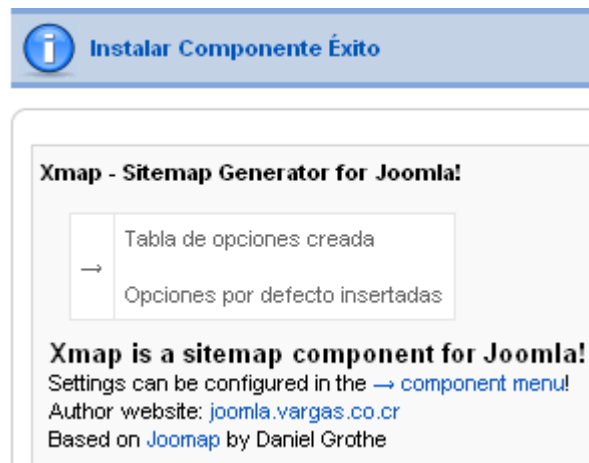 Instalar Componente Éxito
Xmap - Sitemap Generator for Joomla!
Tabla de opciones creada
→
Opciones por defecto insertadas
Xmap is a sitemap component for Joomla!
Settings can be configured in the → component menu!
Author website: joomla.vargas.co.cr
Based on Joomap by Daniel Grothe